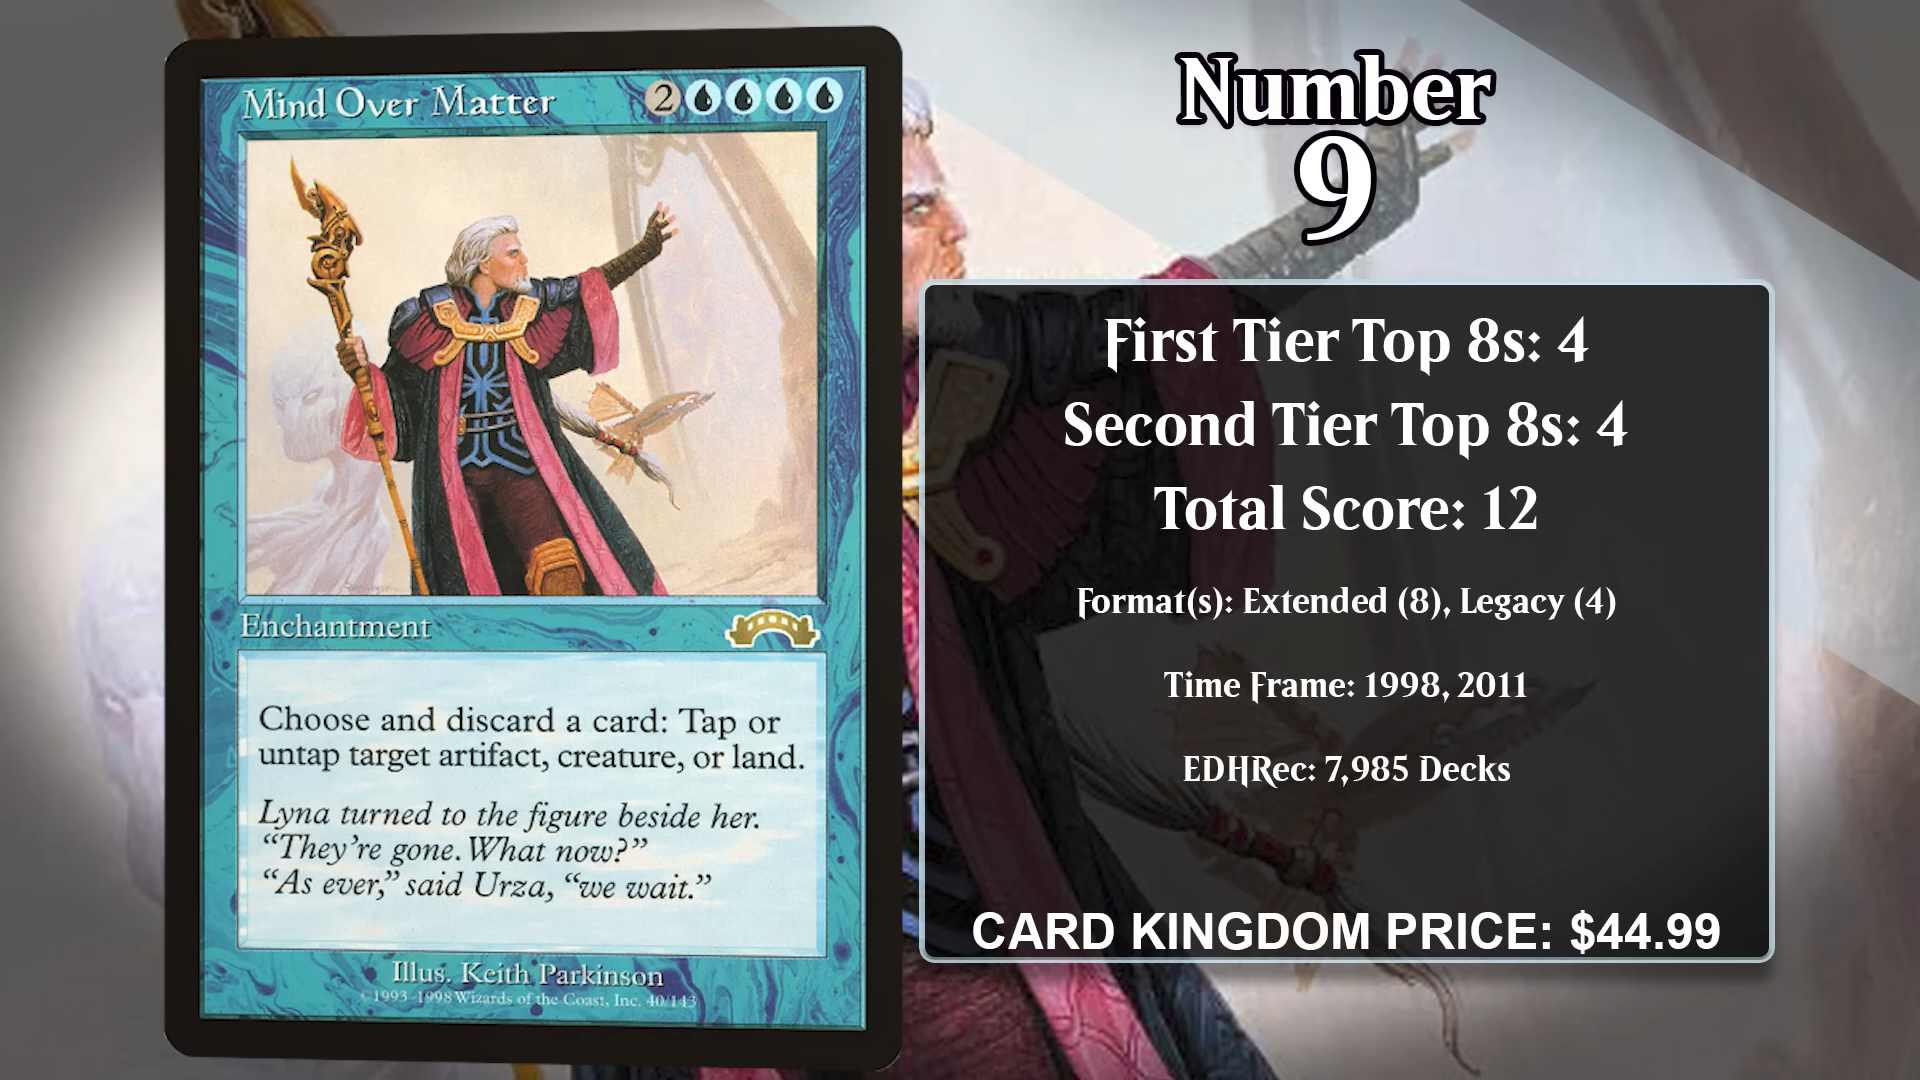 Mind Over Matter
2
Enchantment
Choose and discard a card: Tap or
untap target artifact, creature, or land.
Lyna turned to the figure beside her.
“They’re gone. What now?”
“As ever,” said Urza, “we wait.”
Illus. Keith Parkinson
©1993-1998 Wizards of the Coast, Inc. 40/143
Number
9
First Tier Top 8s: 4
Second Tier Top 8s: 4
Total Score: 12
Format(s): Extended (8), Legacy (4)
Time Frame: 1998, 2011
EDHRec: 7,985 Decks
CARD KINGDOM PRICE: $44.99